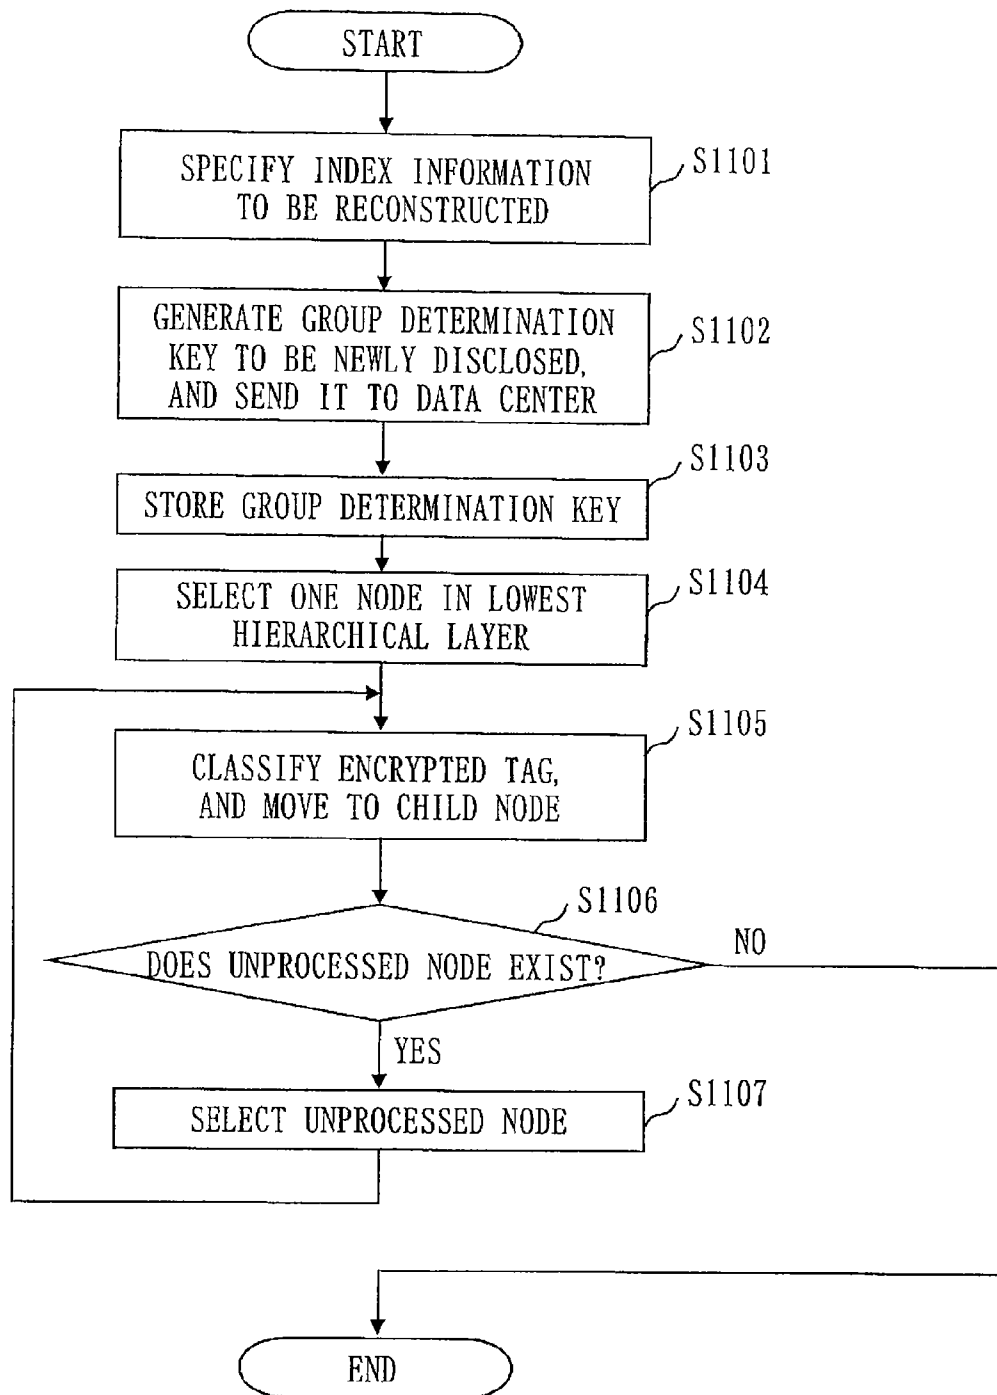 START
SPECIFY INDEX INFORMATION
TO BE RECONSTRUCTED
S1101
GENERATE GROUP DETERMINATION
KEY TO BE NEWLY DISCLOSED,
AND SEND IT TO DATA CENTER
S1102
STORE GROUP DETERMINATION KEY
S1103
SELECT ONE NODE IN LOWEST
HIERARCHICAL LAYER
S1104
CLASSIFY ENCRYPTED TAG,
AND MOVE TO CHILD NODE
S1105
DOES UNPROCESSED NODE EXIST?
S1106
NO
YES
SELECT UNPROCESSED NODE
S1107
END